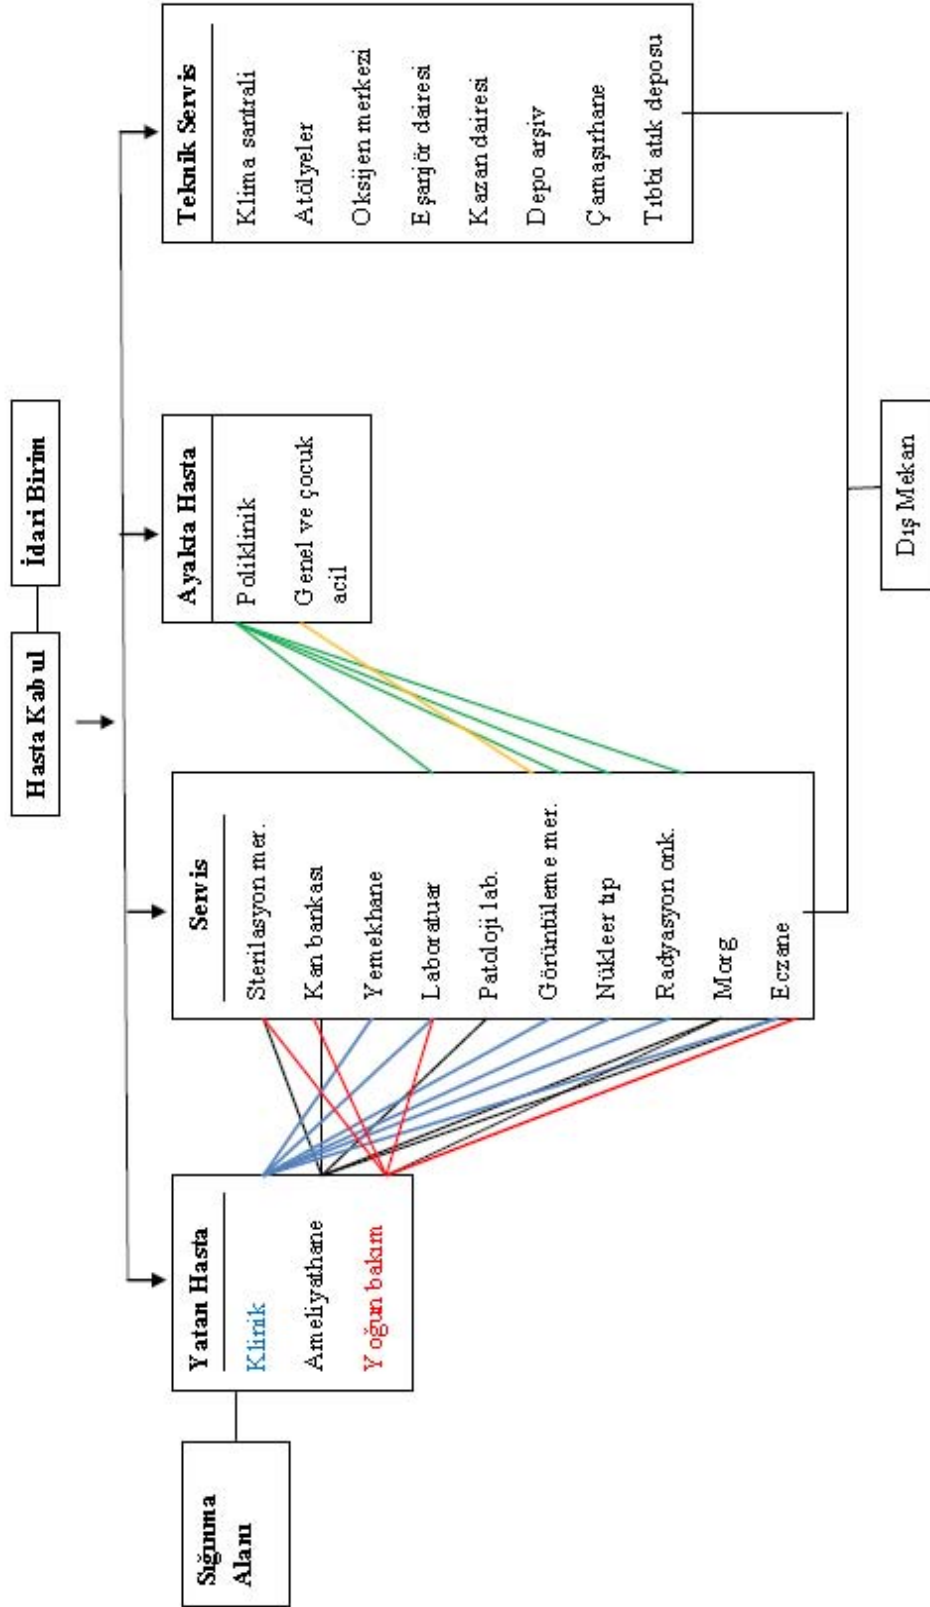 Hasta Kabul
İdari Birim
Sığınma
Alanı
Yatan Hasta
Klinik
Ameliyathane
Yoğun bakım
Servis
Sterilasyon mer.
Kan bankası
Yemekhane
Laboratuar
Patoloji lab.
Görüntüleme mer.
Nükleer tıp
Radyasyon onk.
Morg
Eczane
Ayakta Hasta
Poliklinik
Genel ve çocuk
acil
Teknik Servis
Klima santrali
Atölyeler
Oksijen merkezi
Eşanjör dairesi
Kazan dairesi
Depo arşiv
Çamaşırhane
Tıbbi atık deposu
Dış Mekan